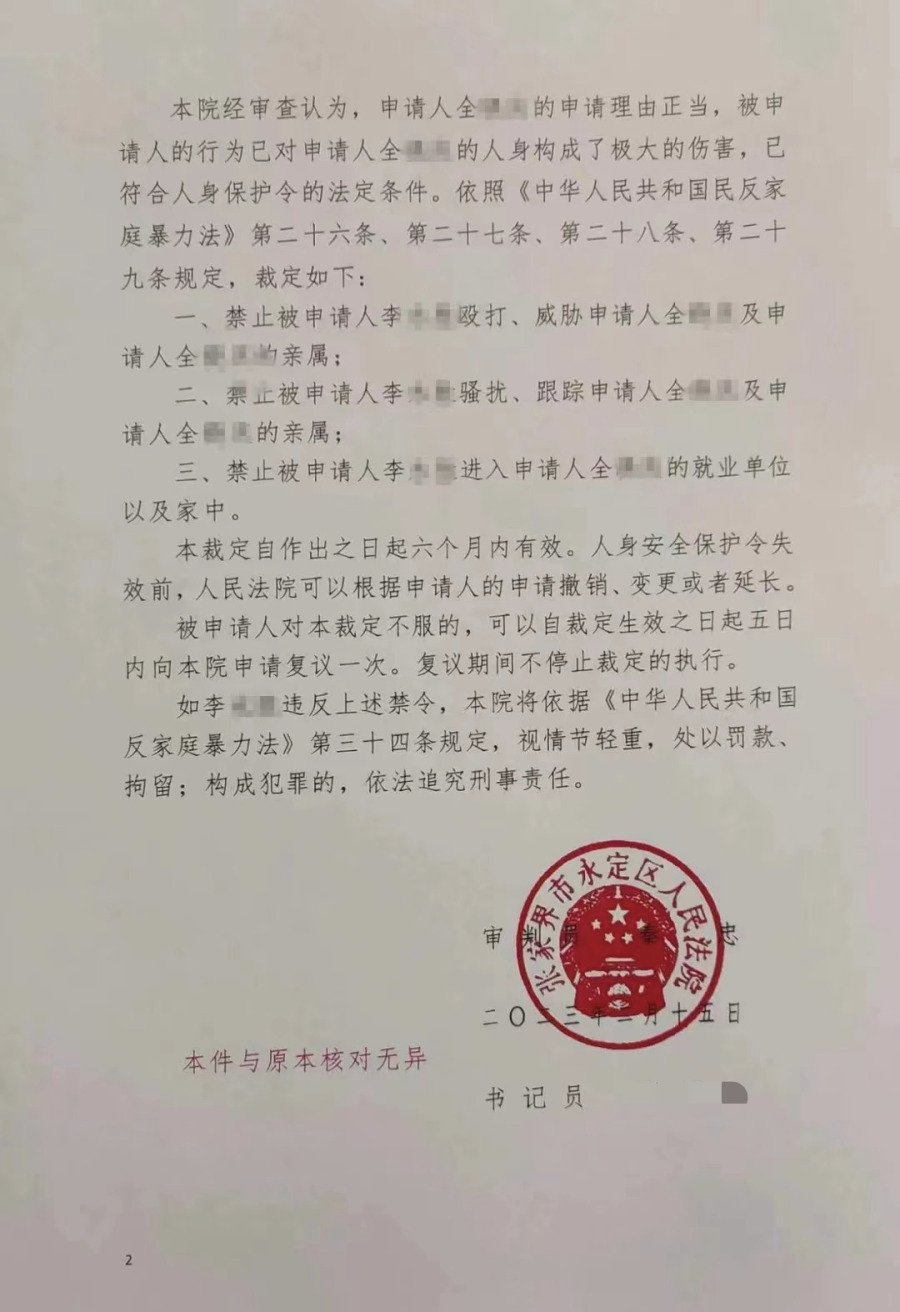 本院经审查认为，申请人全 的申请理由正当，被申
请人的行为已对申请人全 的人身构成了极大的伤害，已
符合人身保护令的法定条件。依照《中华人民共和国民反家
庭暴力法》第二十六条、第二十七条、第二十八条、第二十
九条规定，裁定如下：
一、禁止被申请人李 殴打、威胁申请人全 及申
请人全 的亲属；
二、禁止被申请人李 骚扰、跟踪申请人全 及申
请人全 的亲属；
三、禁止被申请人李 进入申请人全 的就业单位
以及家中。
本裁定自作出之日起六个月内有效。人身安全保护令失
效前，人民法院可以根据申请人的申请撤销、变更或者延长。
被申请人对本裁定不服的，可以自裁定生效之日起五日
内向本院申请复议一次。复议期间不停止裁定的执行。
如李 违反上述禁令，本院将依据《中华人民共和国
反家庭暴力法》第三十四条规定，视情节轻重，处以罚款、
拘留；构成犯罪的，依法追究刑事责任。
张家界市永定区人民法院
审判员 秦 忠
二〇二三年二月十五日
本件与原本核对无异
书记员
2